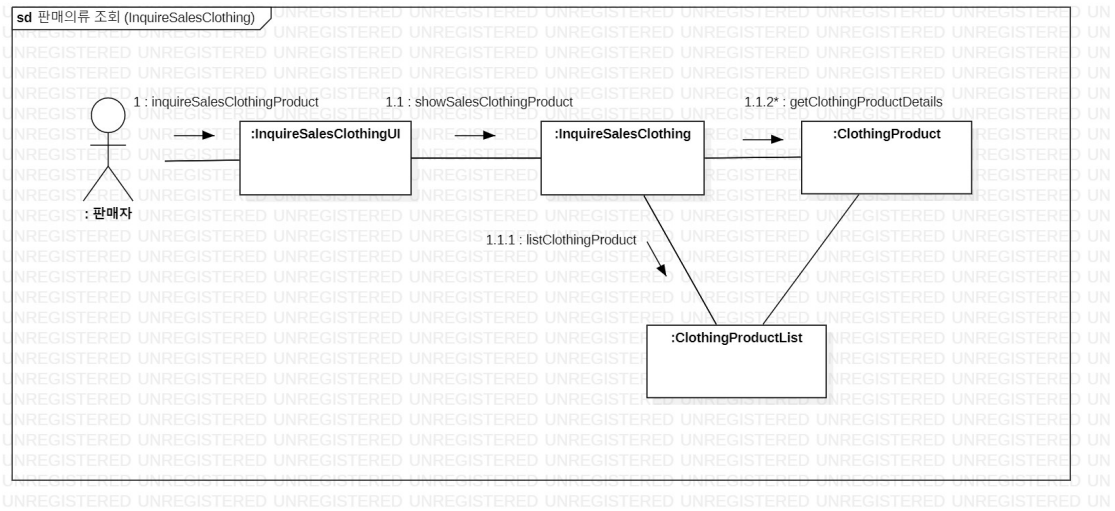 sd 판매의류 조회 (InquireSalesClothing)
1 : inquireSalesClothingProduct
1.1 : showSalesClothingProduct
1.1.2* : getClothingProductDetails
:InquireSalesClothingUI
:InquireSalesClothing
:ClothingProduct
: 판매자
1.1.1 : listClothingProduct
:ClothingProductList
UNREGISTERED